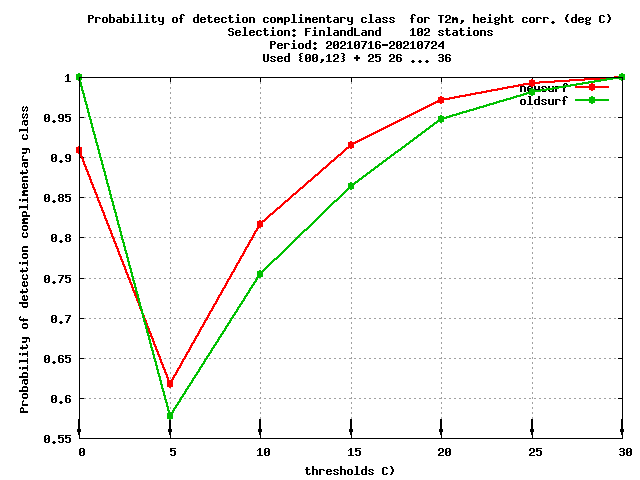 Probability of detection complimentary class  for T2m, height corr. (deg C)
Selection: FinlandLand    102 stations
Period: 20210716-20210724
Used {00,12} + 25 26 ... 36
Probability of detection complimentary class
1
0.95
0.9
0.85
0.8
0.75
0.7
0.65
0.6
0.55
newsurf
oldsurf
0 5 10 15 20 25 30
thresholds C)